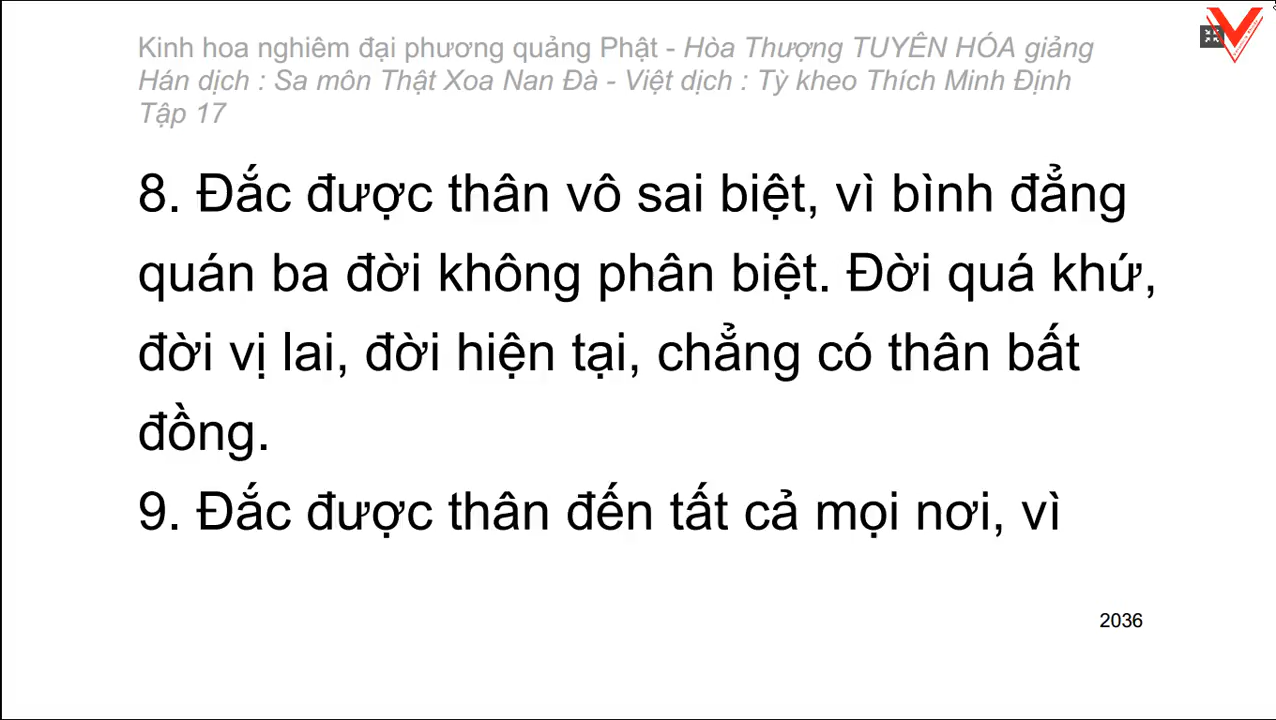 Kinh hoa nghiêm đại phương quảng Phật - Hòa Thượng TUYÊN HÓA giảng
Hán dịch : Sa môn Thật Xoa Nan Đà - Việt dịch : Tỳ kheo Thích Minh Định
Tập 17
8. Đắc được thân vô sai biệt, vì bình đẳng
quán ba đời không phân biệt. Đời quá khứ,
đời vị lai, đời hiện tại, chẳng có thân bất
đồng.
9. Đắc được thân đến tất cả mọi nơi, vì
2036